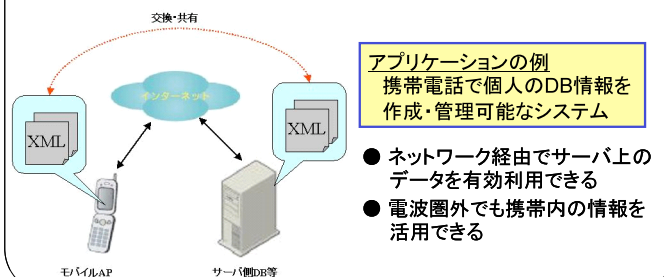 交換・共有
インターネット
XML
XML
モバイルAP
サーバ側DB等
アプリケーションの例
携帯電話で個人のDB情報を
作成・管理可能なシステム
● ネットワーク経由でサーバ上の
データを有効利用できる
● 電波圏外でも携帯内の情報を
活用できる